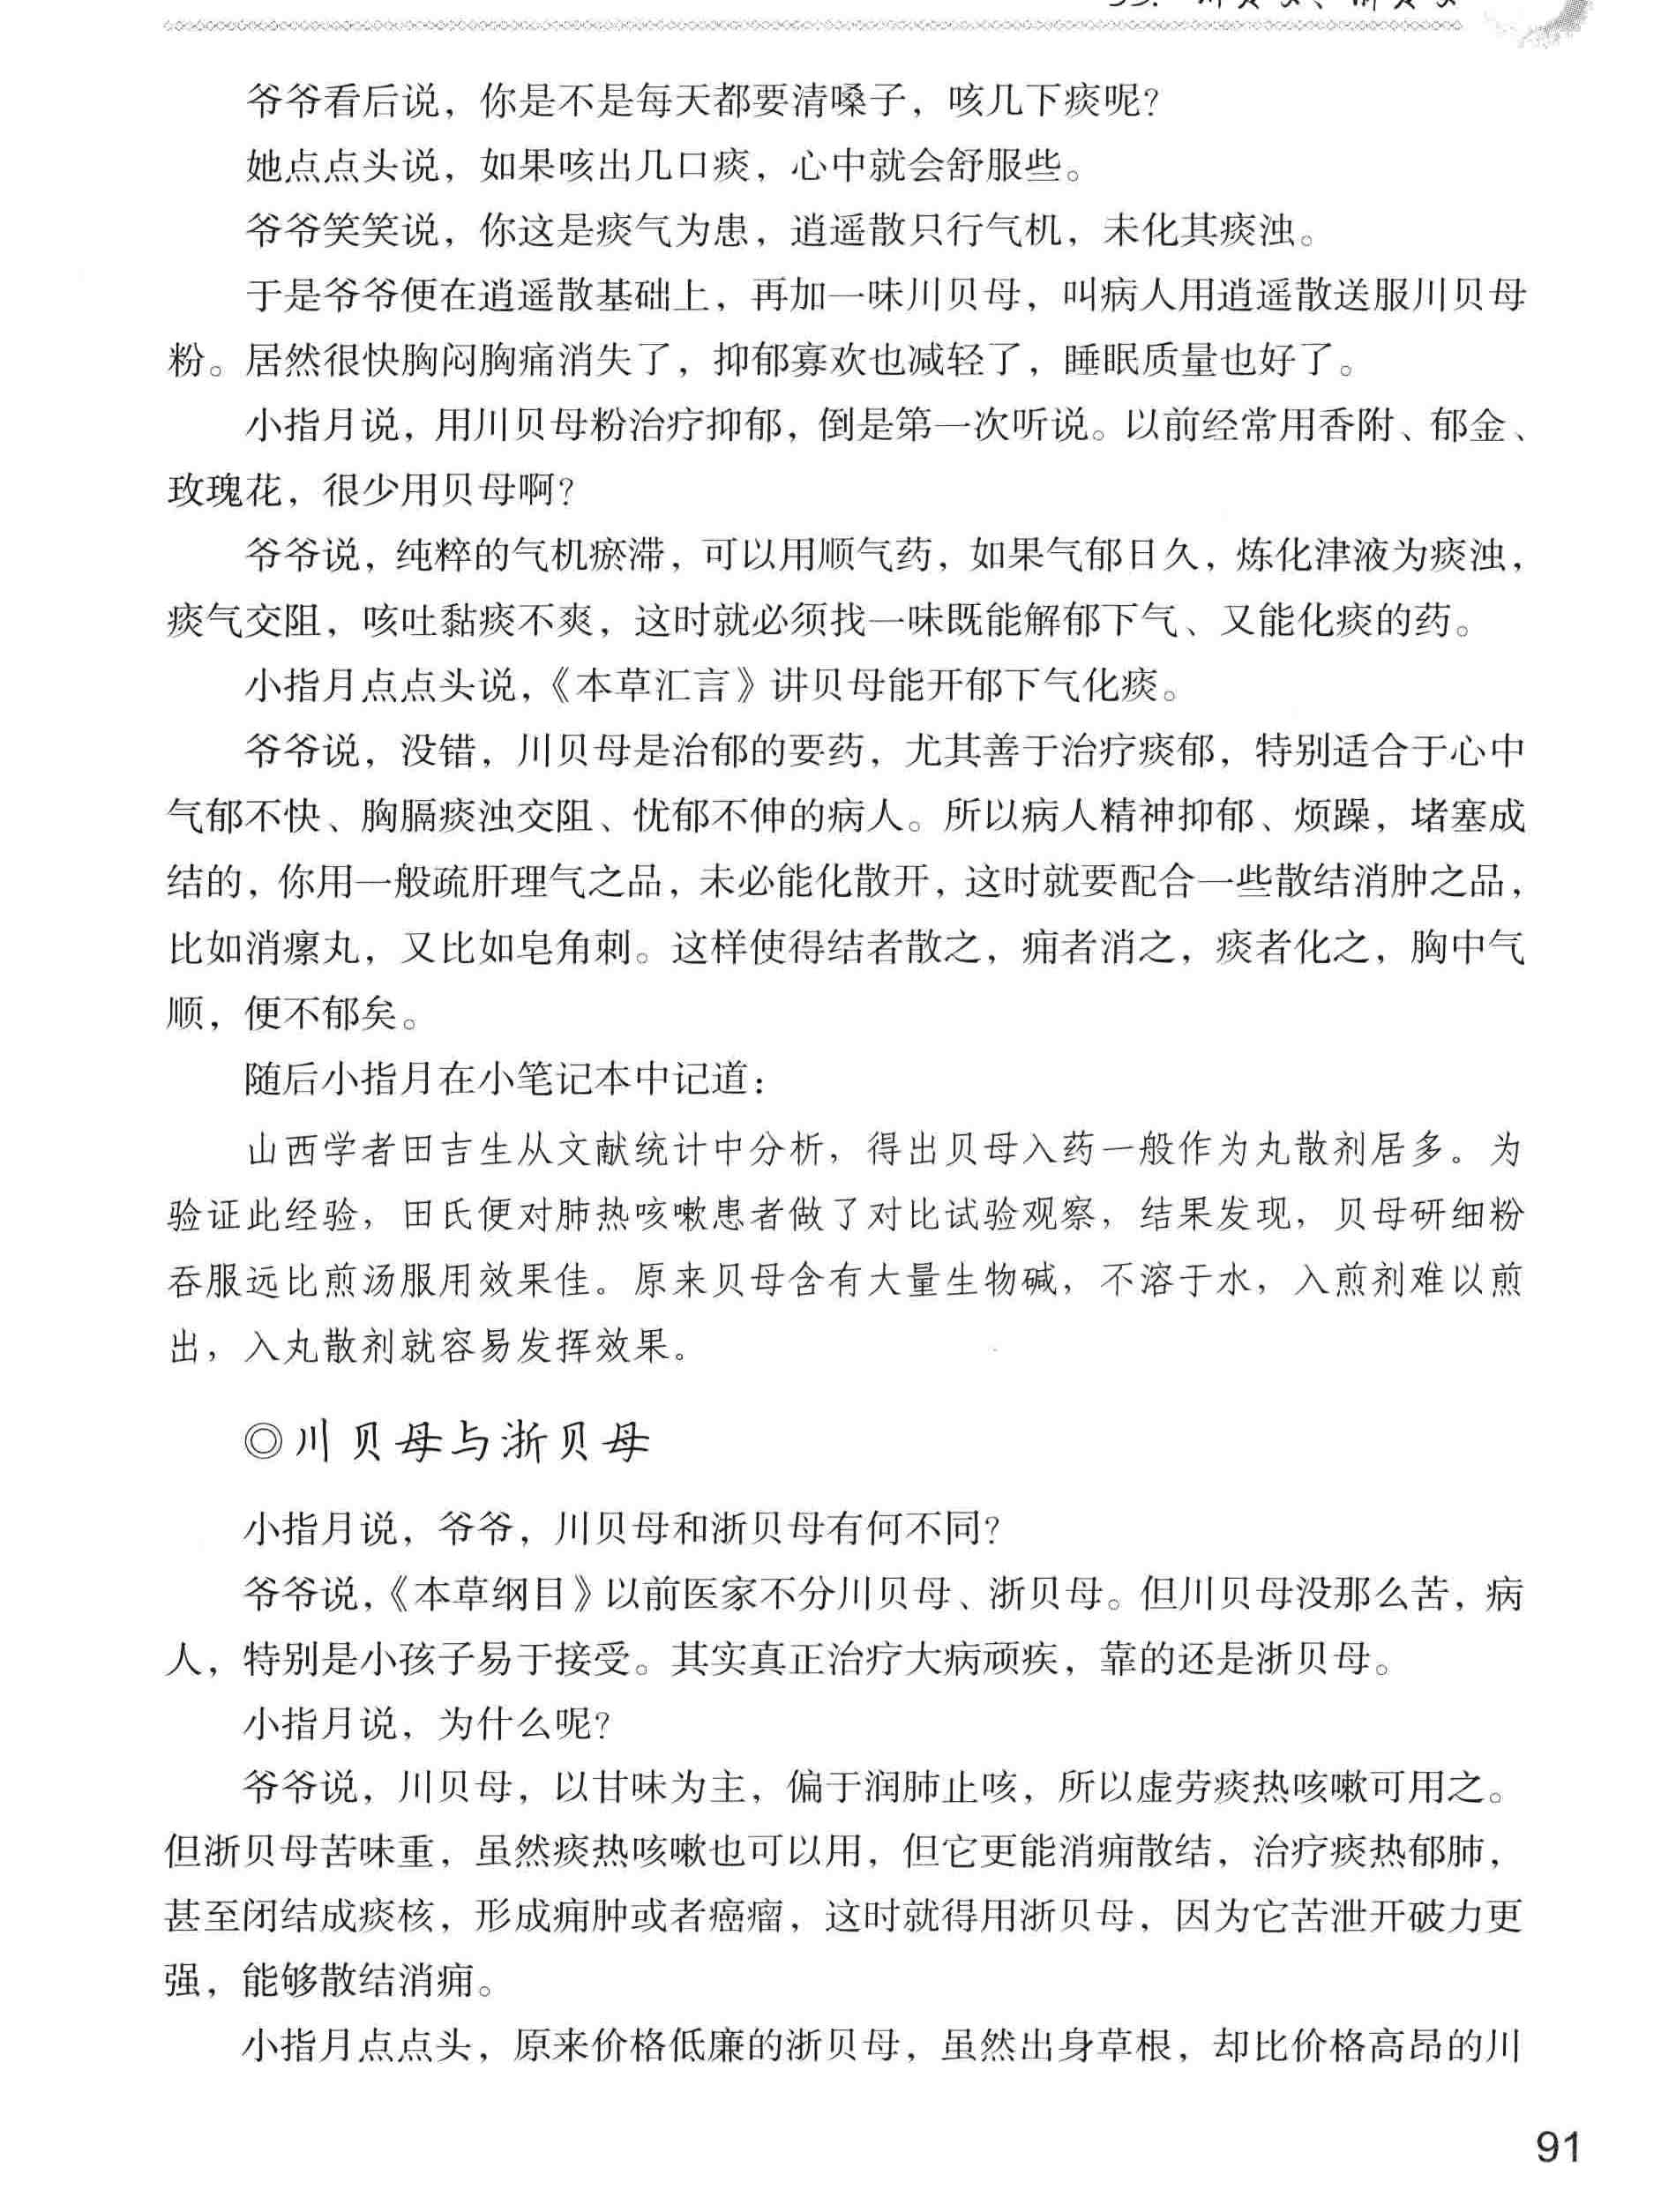 爷爷看后说，你是不是每天都要清嗓子，咳几下痰呢？
她点点头说，如果咳出几口痰，心中就会舒服些。
爷爷笑笑说，你这是痰气为患，逍遥散只行气机，未化其痰浊。
于是爷爷便在逍遥散基础上，再加一味川贝母，叫病人用逍遥散送服川贝母
粉。居然很快胸闷胸痛消失了，抑郁寡欢也减轻了，睡眠质量也好了。
小指月说，用川贝母粉治疗抑郁，倒是第一次听说。以前经常用香附、郁金、
玫瑰花，很少用贝母啊？
爷爷说，纯粹的气机瘀滞，可以用顺气药，如果气郁日久，炼化津液为痰浊，
痰气交阻，咳吐黏痰不爽，这时就必须找一味既能解郁下气、又能化痰的药。
小指月点点头说，《本草汇言》讲贝母能开郁下气化痰。
爷爷说，没错，川贝母是治郁的要药，尤其善于治疗痰郁，特别适合于心中
气郁不快、胸膈痰浊交阻、忧郁不伸的病人。所以病人精神抑郁、烦躁，堵塞成
结的，你用一般疏肝理气之品，未必能化散开，这时就要配合一些散结消肿之品，
比如消瘰丸，又比如皂角刺。这样使得结者散之，痈者消之，痰者化之，胸中气
顺，便不郁矣。
随后小指月在小笔记本中记道：
山西学者田吉生从文献统计中分析，得出贝母入药一般作为丸散剂居多。为
验证此经验，田氏便对肺热咳嗽患者做了对比试验观察，结果发现，贝母研细粉
吞服远比煎汤服用效果佳。原来贝母含有大量生物碱，不溶于水，入煎剂难以煎
出，入丸散剂就容易发挥效果。
◎川贝母与浙贝母
小指月说，爷爷，川贝母和浙贝母有何不同？
爷爷说，《本草纲目》以前医家不分川贝母、浙贝母。但川贝母没那么苦，病
人，特别是小孩子易于接受。其实真正治疗大病顽疾，靠的还是浙贝母。
小指月说，为什么呢？
爷爷说，川贝母，以甘味为主，偏于润肺止咳，所以虚劳痰热咳嗽可用之。
但浙贝母苦味重，虽然痰热咳嗽也可以用，但它更能消痈散结，治疗痰热郁肺，
甚至闭结成痰核，形成痈肿或者癌瘤，这时就得用浙贝母，因为它苦泄开破力更
强，能够散结消痈。
小指月点点头，原来价格低廉的浙贝母，虽然出身草根，却比价格高昂的川
91